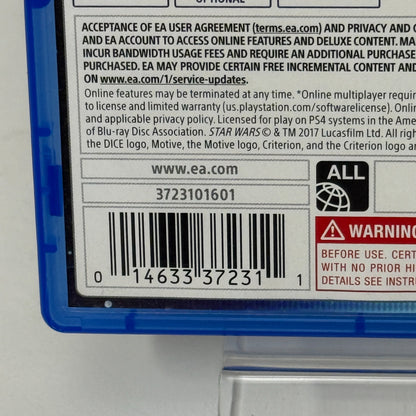 OPTIONAL
ACCEPTANCE OF EA USER AGREEMENT (terms.ea.com) AND PRIVACY AND C
AND EA ACCOUNT TO ACCESS ONLINE FEATURES AND DELUXE CONTENT. MA
INCUR BANDWIDTH USAGE FEES AND REQUIRE AN ADDITIONAL PURCHASE
PURCHASED. EA MAY PROVIDE CERTAIN FREE INCREMENTAL CONTENT AND
ON www.ea.com/1/service-updates.
Online features may be terminated at any time. *Online multiplayer requir
to license and limited warranty (us.playstation.com/softwarelicense). Online
and applicable privacy policy. Licensed for play on PS4 systems in the Ame
of Blu-ray Disc Association. STAR WARS © & TM 2017 Lucasfilm Ltd. All righ
the DICE logo, Motive, the Motive logo, Criterion, and the Criterion logo ar
www.ea.com
3723101601
ALL
WARNING
BEFORE USE. CERT
WITH NO PRIOR HI
DETAILS SEE INSTR
0 14633 37231 1